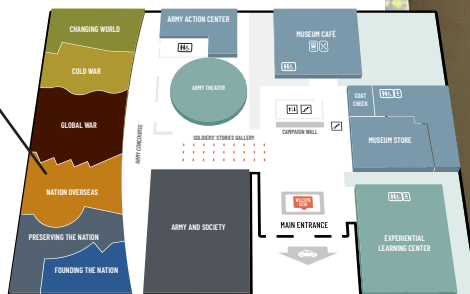 CHANGING WORLD
COLD WAR
GLOBAL WAR
NATION OVERSEAS
PRESERVING THE NATION
FOUNDING THE NATION
ARMY CONCOURSE
ARMY ACTION CENTER
ARMY THEATER
SOLDIERS' STORIES GALLERY
ARMY AND SOCIETY
MUSEUM CAFÉ
CAMPAIGN WALL
COAT
CHECK
MUSEUM STORE
WELCOME
DESK
MAIN ENTRANCE
EXPERIENTIAL
LEARNING CENTER